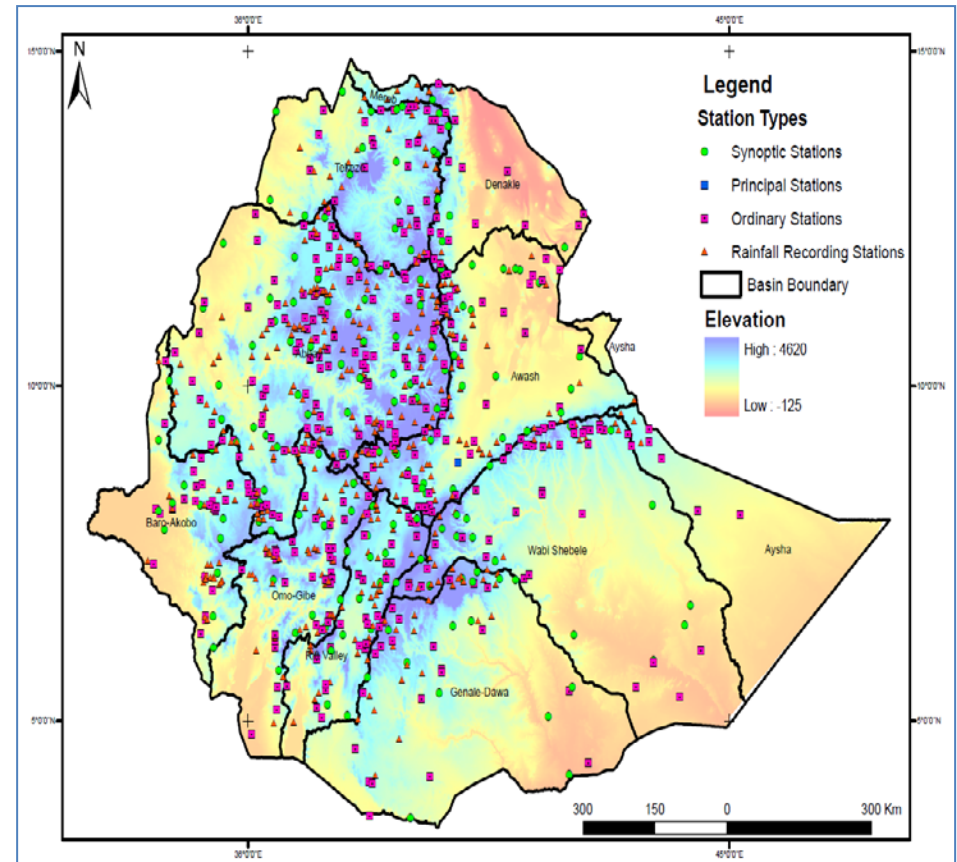 36°0'0"E 45°0'0"E
15°0'0"N 15°0'0"N
N
Legend
Station Types
Synoptic Stations
Principal Stations
Ordinary Stations
Rainfall Recording Stations
Basin Boundary
Elevation
High : 4620
Low : -125
Mereb
Denakle
Aysha
Awash
10°0'0"N 10°0'0"N
Baro-Akobo
Wabi Shebele
Aysha
Omo-Gibe
Valley
Genale-Dawa
5°0'0"N 5°0'0"N
300 150 0 300 Km
36°0'0"E 45°0'0"E